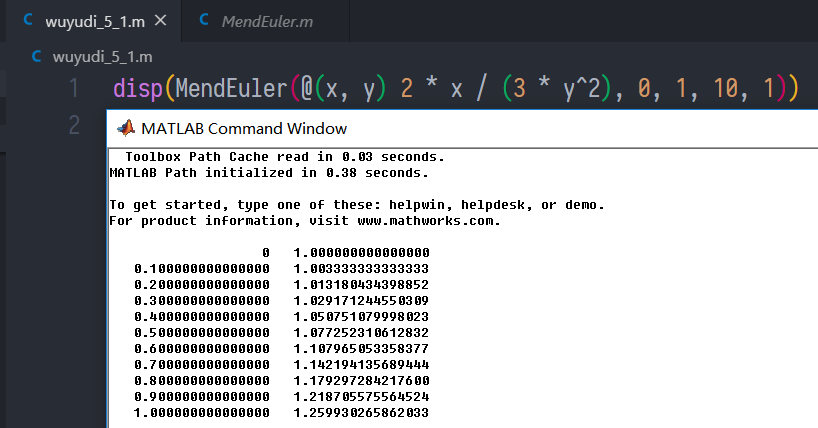 wuyudi_5_1.m
MendEuler.m
wuyudi_5_1.m
1 disp(MendEuler(@(x, y) 2 * x / (3 * y^2), 0, 1, 10, 1))
2
MATLAB Command Window
Toolbox Path Cache read in 0.03 seconds.
MATLAB Path initialized in 0.38 seconds.
To get started, type one of these: helpwin, helpdesk, or demo.
For product information, visit www.mathworks.com.
0 1.000000000000000
0.100000000000000 1.003333333333333
0.200000000000000 1.013180434398852
0.300000000000000 1.029171244550309
0.400000000000000 1.050751079998023
0.500000000000000 1.077252310612832
0.600000000000000 1.107965053358377
0.700000000000000 1.142194135689444
0.800000000000000 1.179297284217600
0.900000000000000 1.218705575564524
1.000000000000000 1.259930265862033